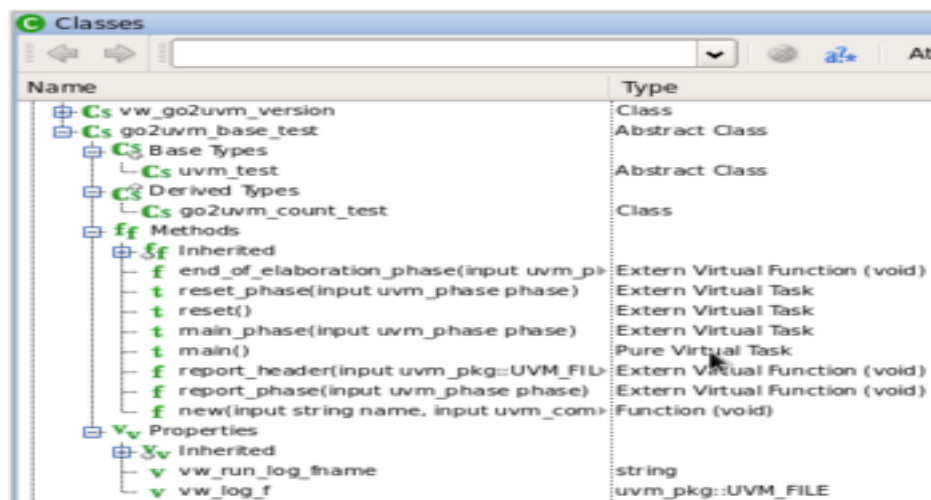 Classes
At
Name Type
vw_go2uvm_version Class
go2uvm_base_test Abstract Class
Base Types
uvm_test Abstract Class
Derived Types
go2uvm_count_test Class
Methods
Inherited
end_of_elaboration_phase(input uvm_p Extern Virtual Function (void)
reset_phase(input uvm_phase phase) Extern Virtual Task
reset() Extern Virtual Task
main_phase(input uvm_phase phase) Extern Virtual Task
main() Pure Virtual Task
report_header(input uvm_pkg::UVM_FIL Extern Virtual Function (void)
report_phase(input uvm_phase phase) Extern Virtual Function (void)
new(input string name, input uvm_com Function (void)
Properties
Inherited
vw_run_log_fname string
vw_log_f uvm_pkg::UVM_FILE